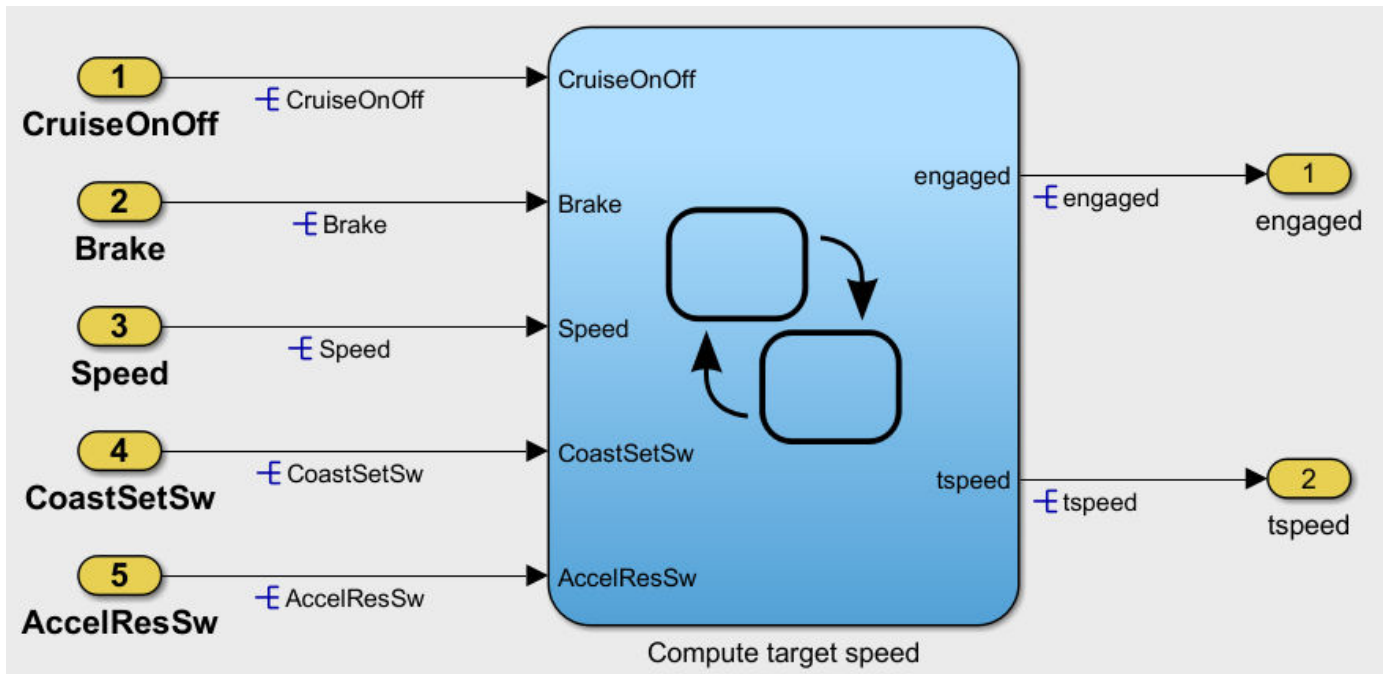 1
CruiseOnOff
CruiseOnOff
CruiseOnOff
2
Brake
Brake
Brake
3
Speed
Speed
Speed
4
CoastSetSw
CoastSetSw
CoastSetSw
5
AccelResSw
AccelResSw
AccelResSw
engaged
engaged
1
engaged
tspeed
tspeed
2
tspeed
Compute target speed